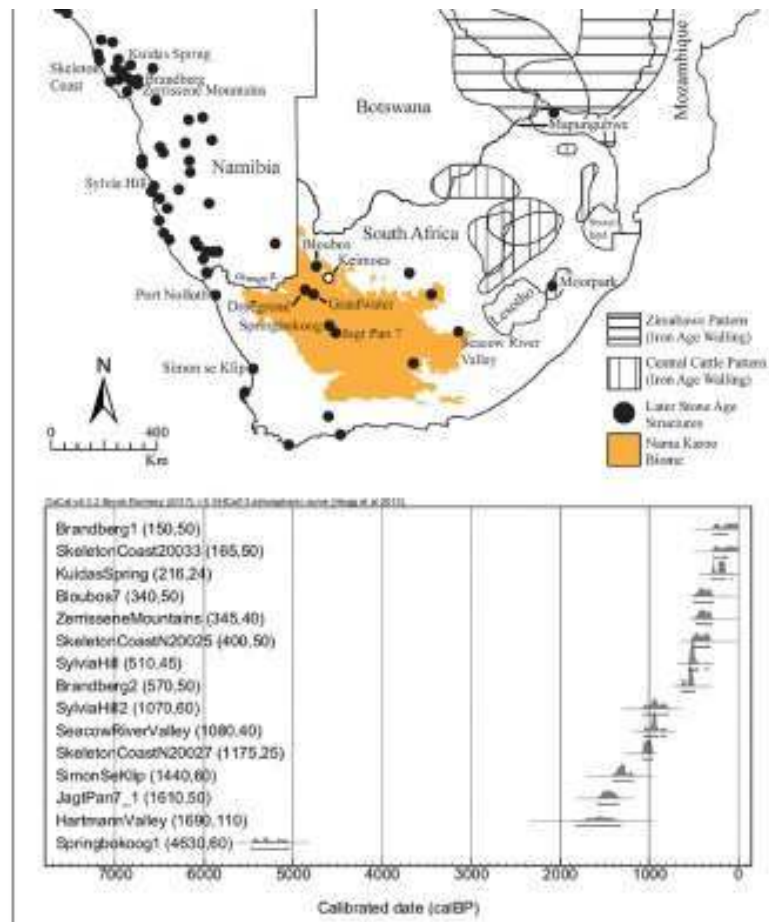 Kuidas Spring
Skeleton
Coast
Brandberg
Zerrissene Mountains
Botswana
Mozambique
Mapungubwe
Namibia
Sylvia Hill
South Africa
Bloubos
Keimoes
Orange R.
Port Nolloth
Grootwater
Springbokoog
Jagt Pan 7
Lesotho
Moorpark
Seacow River
Valley
Simon se Klip
N
0 400
Km
Zimbabwe Pattern
(Iron Age Walling)
Central Cattle Pattern
(Iron Age Walling)
Later Stone Age
Structures
Nama Karoo
Biome
Brandberg1 (150,50)
SkeletonCoast20033 (165,50)
KuidasSpring (216,24)
Bloubos7 (340,50)
ZerrisseneMountains (345,40)
SkeletonCoastN20025 (400,50)
SylviaHill (510,45)
Brandberg2 (570,50)
SylviaHill2 (1070,60)
SeacowRiverValley (1080,40)
SkeletonCoastN20027 (1175,25)
SimonSeKlip (1440,60)
JagtPan7_1 (1610,50)
HartmannValley (1690,110)
Springbokoog1 (4630,60)
7000 6000 5000 4000 3000 2000 1000 0
Calibrated date (calBP)